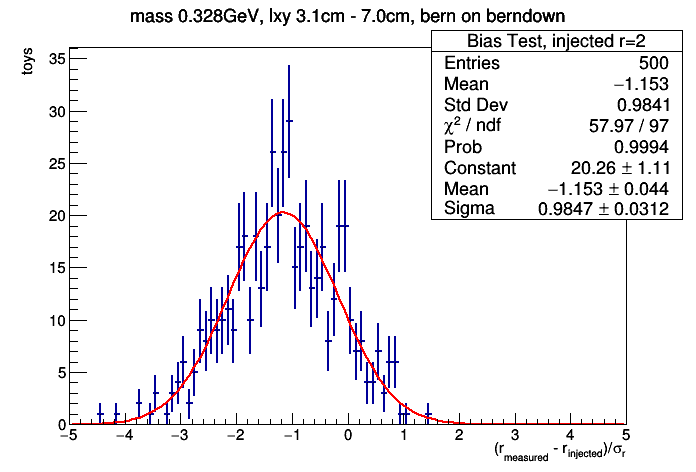 mass 0.328GeV, lxy 3.1cm - 7.0cm, bern on berndown
Bias Test, injected r=2
Entries 500
Mean −1.153
Std Dev 0.9841
χ² / ndf 57.97 / 97
Prob 0.9994
Constant 20.26 ± 1.11
Mean −1.153 ± 0.044
Sigma 0.9847 ± 0.0312
toys
35
30
25
20
15
10
5
0
−5 −4 −3 −2 −1 0 1 2 3 4 5
(r_measured - r_injected)/σ_r